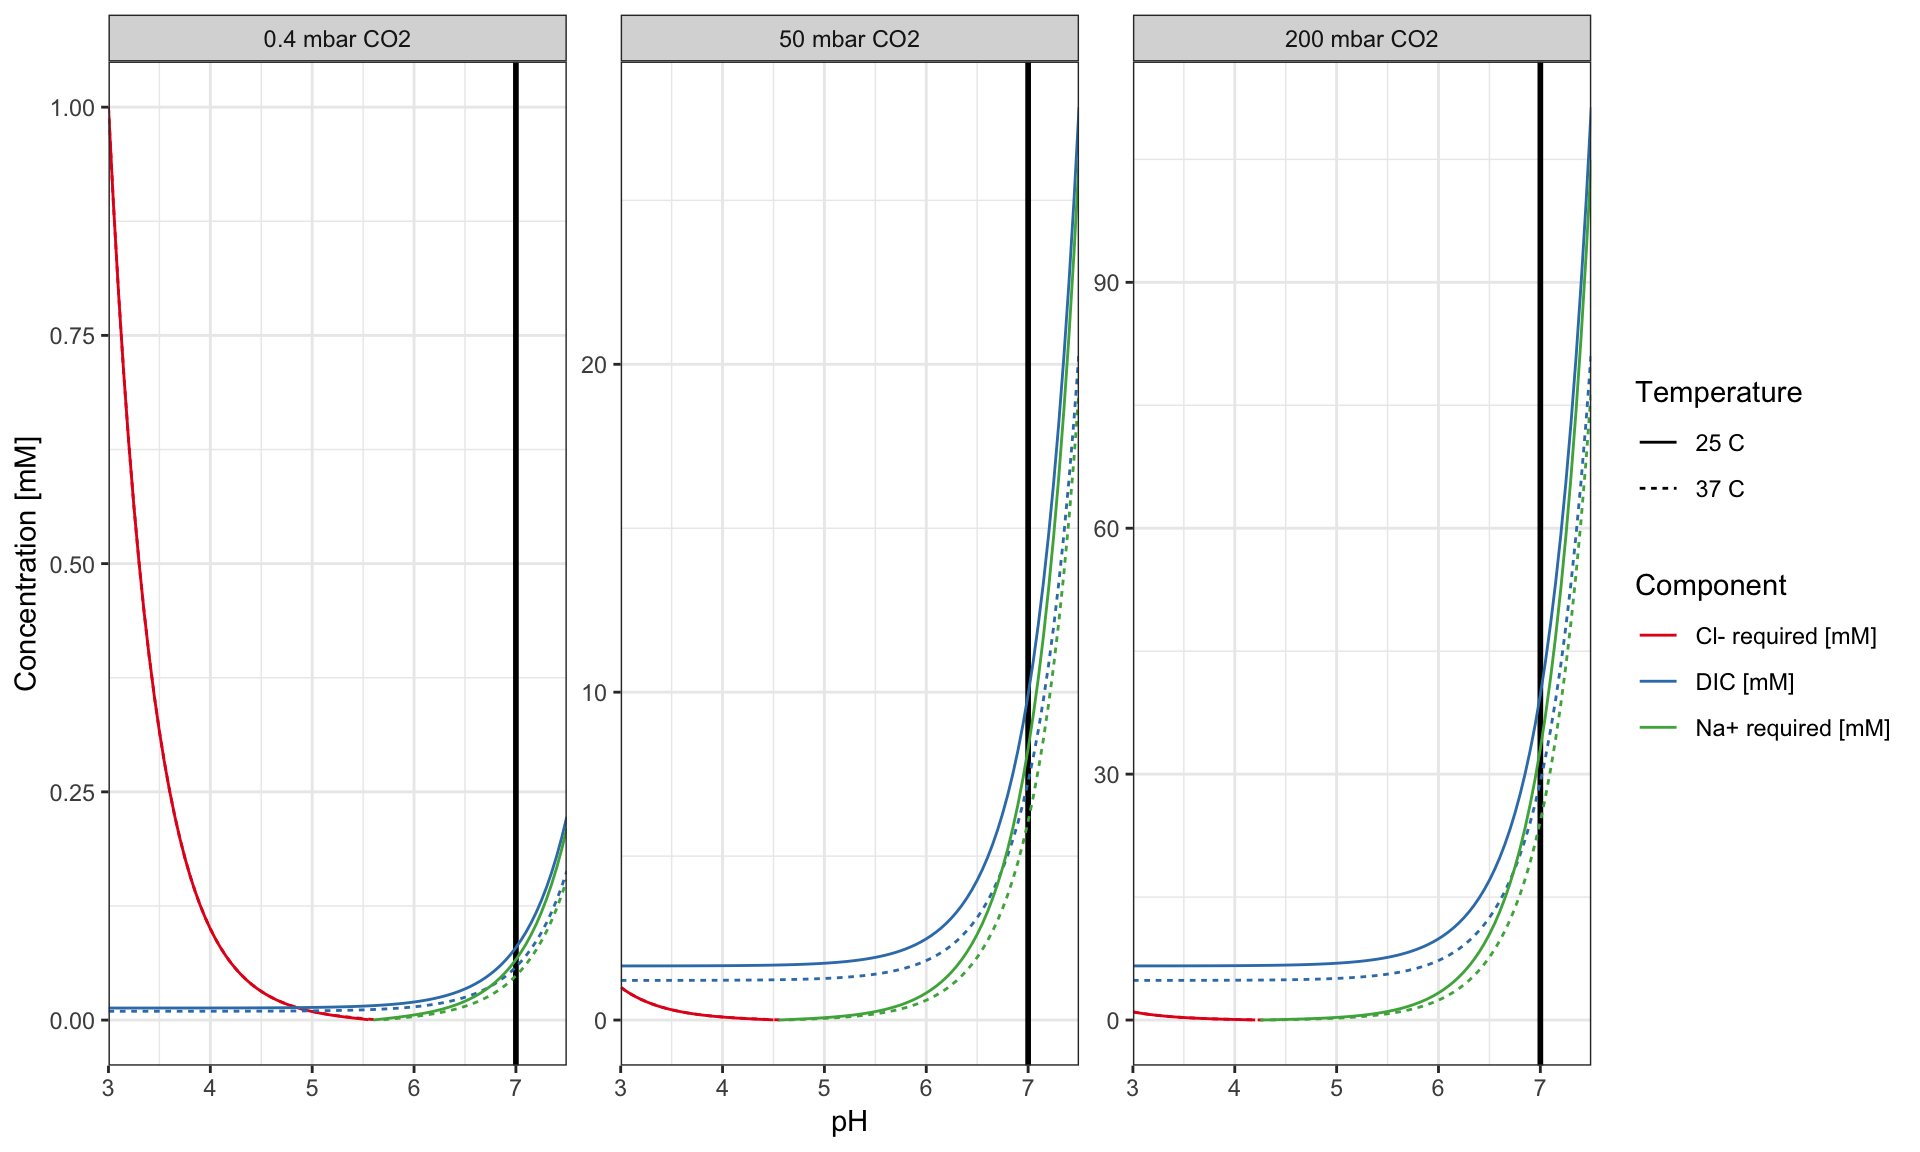 0.4 mbar CO2
50 mbar CO2
200 mbar CO2
Concentration [mM]
1.00
0.75
0.50
0.25
0.00
20
10
0
90
60
30
0
3 4 5 6 7
3 4 5 6 7
3 4 5 6 7
pH
Temperature
25 C
37 C
Component
Cl- required [mM]
DIC [mM]
Na+ required [mM]